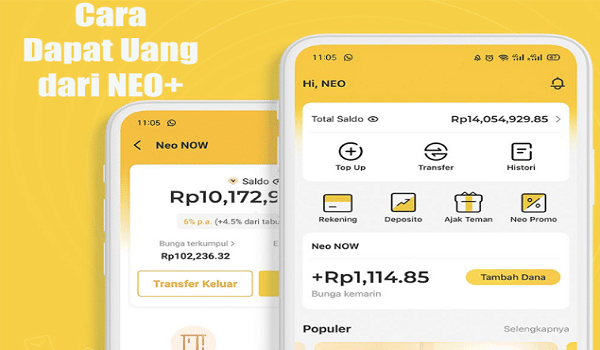 Cara
Dapat Uang
dari NEO+
11:05
Neo NOW
Saldo
Rp10,172,9
6% p.a. (+4.5% dari tabu
Bunga terkumpul >
Rp102,236.32
Transfer Keluar
11:05
Hi, NEO
Total Saldo
Rp14,054,929.85 >
Top Up
Transfer
Histori
Rekening
Deposito
Ajak Teman
Neo Promo
Neo NOW
+Rp1,114.85
Tambah Dana
Bunga kemarin
Populer
Selengkapnya